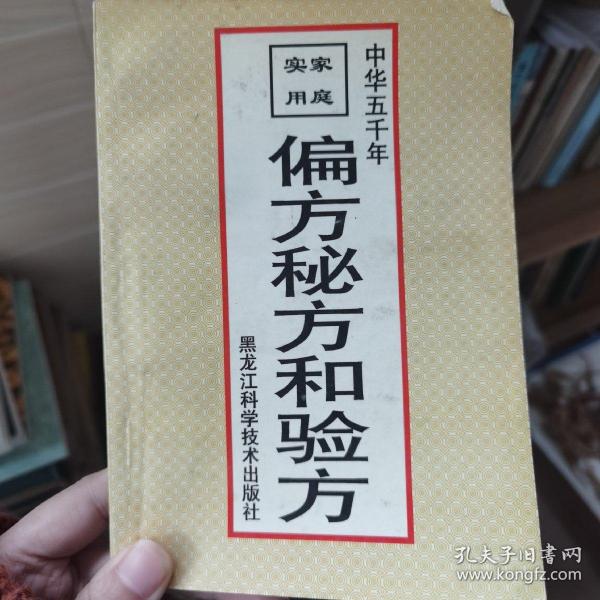 中华五千年
家庭
实用
偏方秘方和验方
黑龙江科学技术出版社
孔夫子旧书网
www.kongfz.com